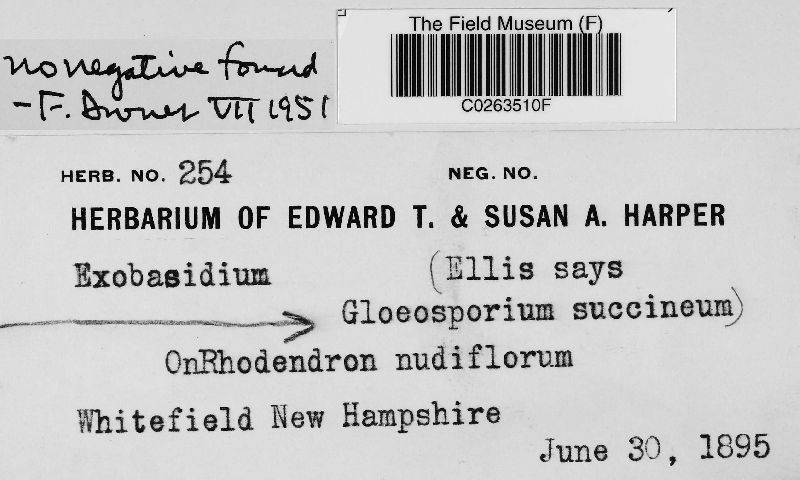 The Field Museum (F)
C0263510F
no negative found
- F. VII 1951
HERB. NO. 254
NEG. NO.
HERBARIUM OF EDWARD T. & SUSAN A. HARPER
Exobasidium (Ellis says
Gloeosporium succineum)
OnRhodendron nudiflorum
Whitefield New Hampshire
June 30, 1895